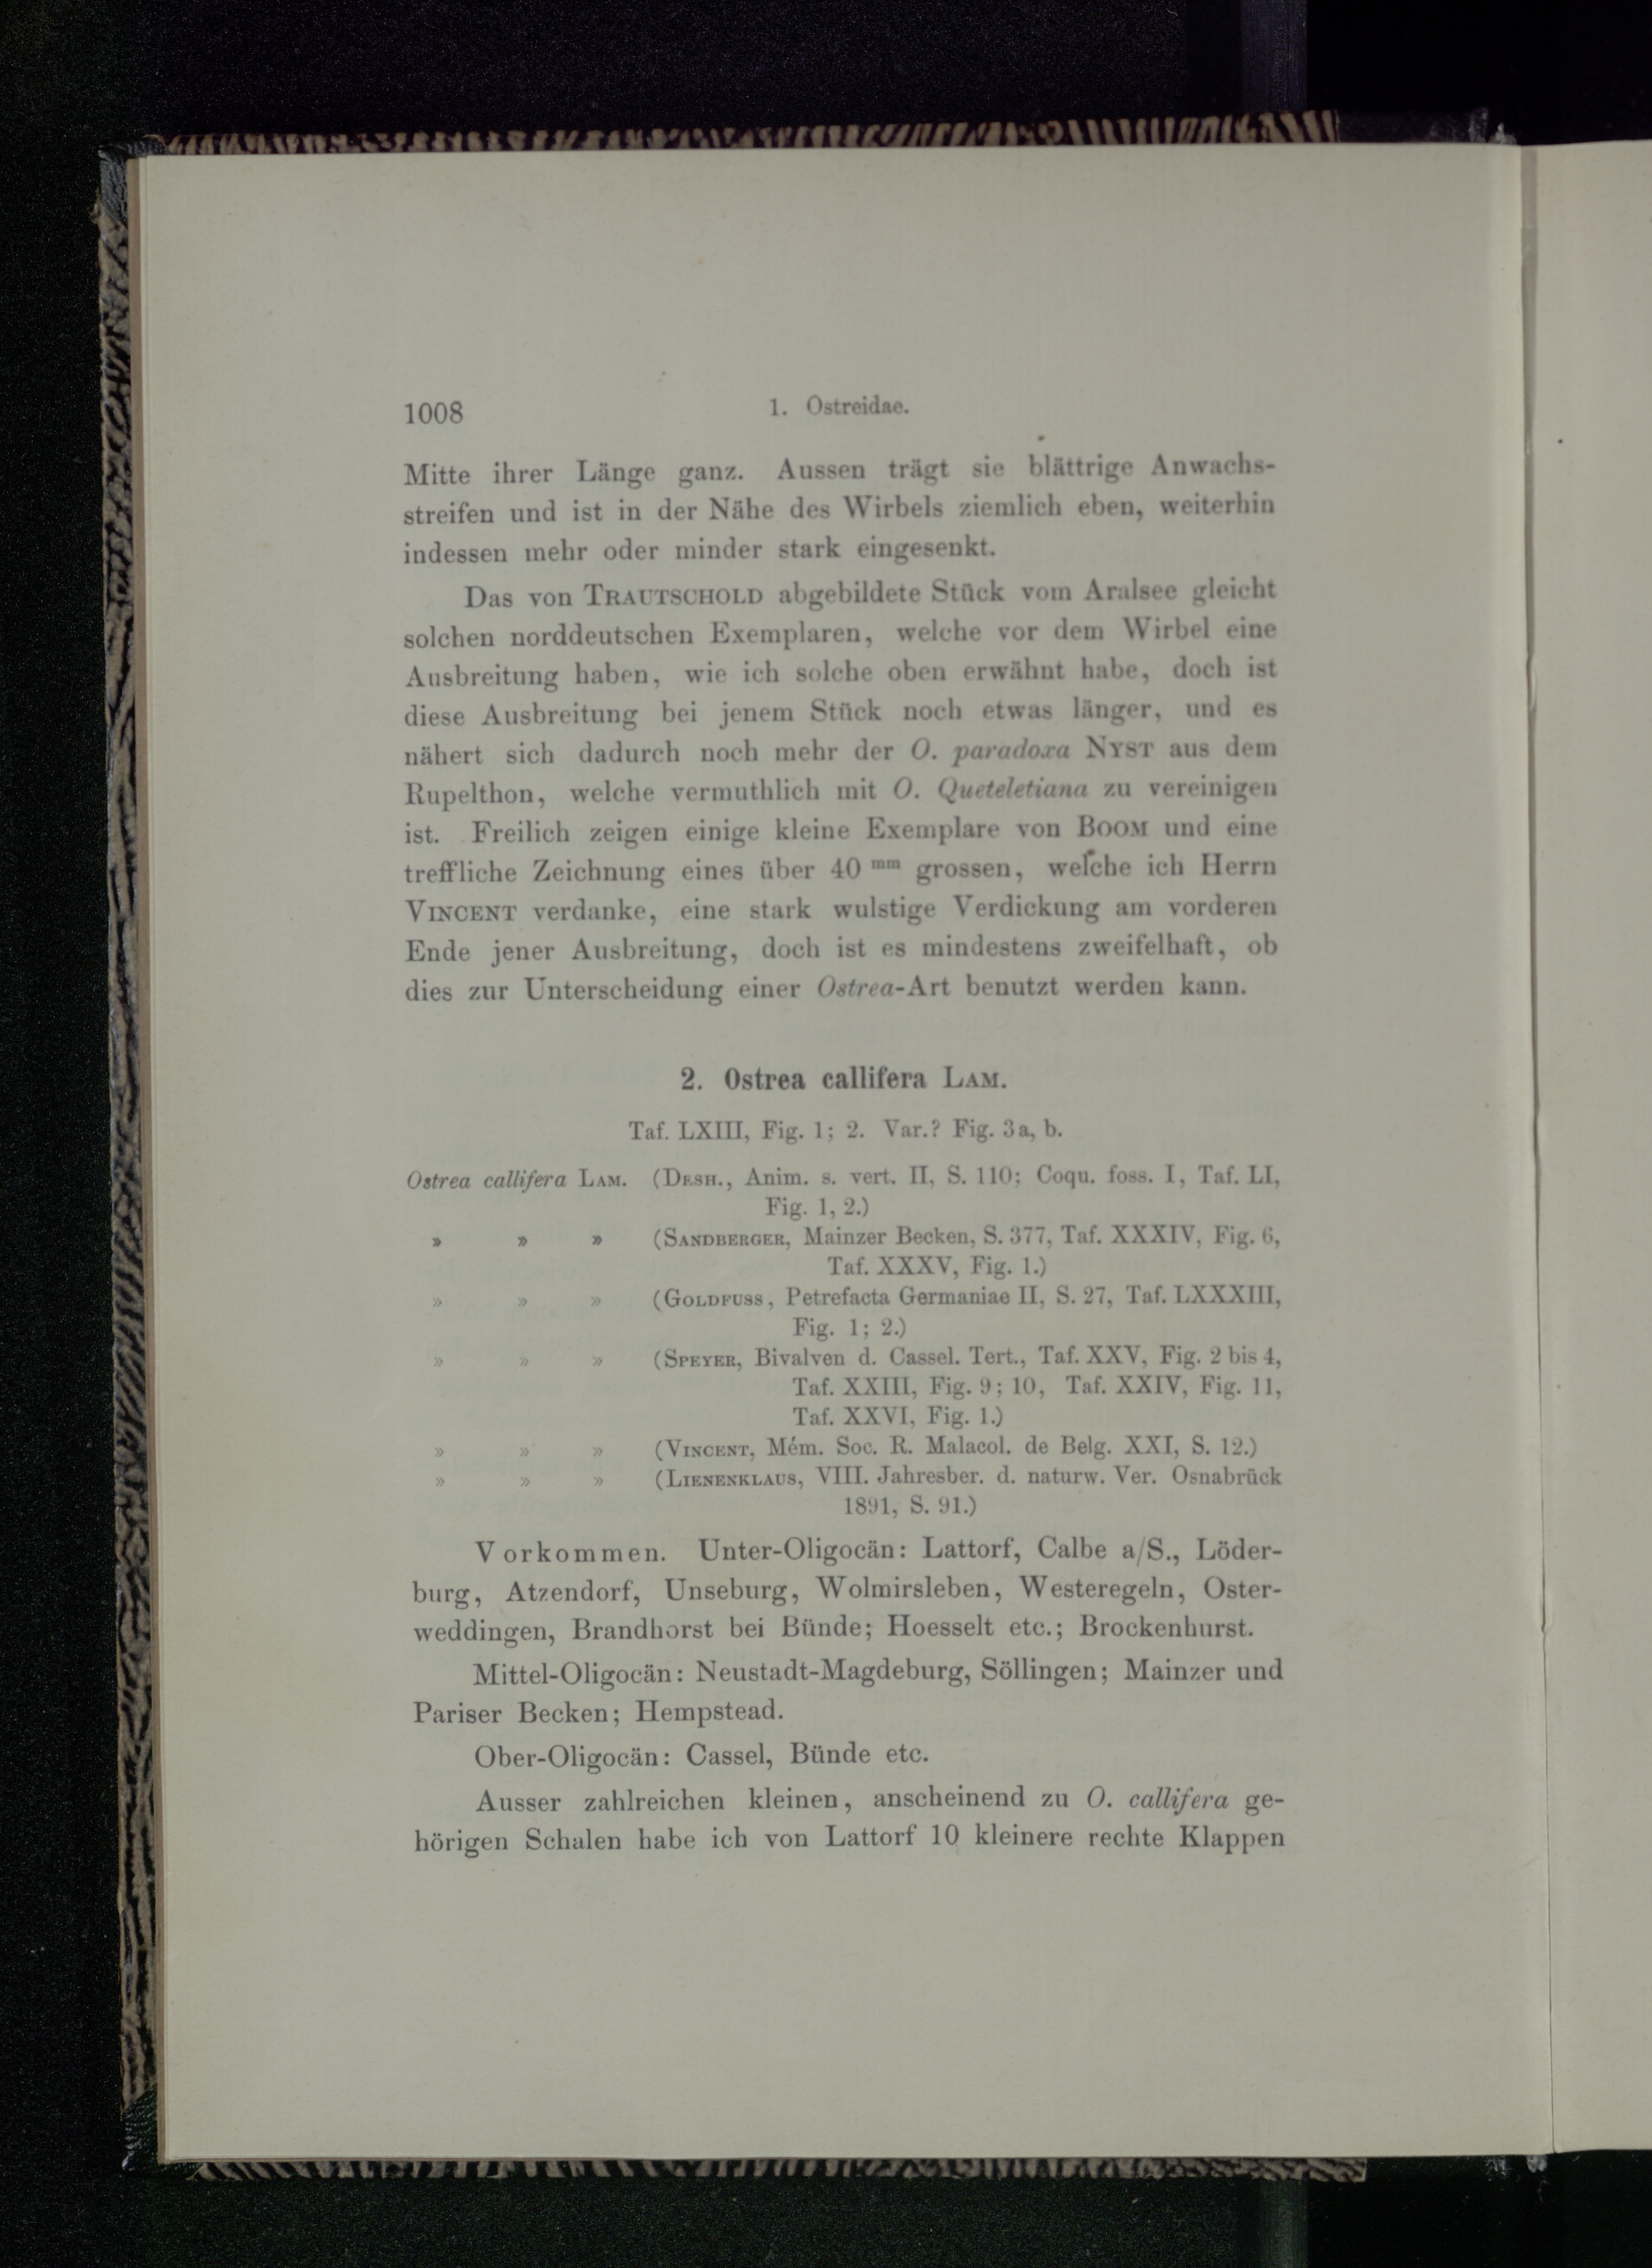 1008 1. Ostreidae.
Mitte ihrer Länge ganz. Aussen trägt sie blättrige Anwachs-
streifen und ist in der Nähe des Wirbels ziemlich eben, weiterhin
indessen mehr oder minder stark eingesenkt.
Das von TRAUTSCHOLD abgebildete Stück vom Aralsee gleicht
solchen norddeutschen Exemplaren, welche vor dem Wirbel eine
Ausbreitung haben, wie ich solche oben erwähnt habe, doch ist
diese Ausbreitung bei jenem Stück noch etwas länger, und es
nähert sich dadurch noch mehr der O. paradoxa NYST aus dem
Rupelthon, welche vermuthlich mit O. Queteletiana zu vereinigen
ist. Freilich zeigen einige kleine Exemplare von BOOM und eine
treffliche Zeichnung eines über 40 mm grossen, welche ich Herrn
VINCENT verdanke, eine stark wulstige Verdickung am vorderen
Ende jener Ausbreitung, doch ist es mindestens zweifelhaft, ob
dies zur Unterscheidung einer Ostrea-Art benutzt werden kann.
2. Ostrea callifera LAM.
Taf. LXIII, Fig. 1; 2. Var.? Fig. 3a, b.
Ostrea callifera LAM. (DESH., Anim. s. vert. II, S. 110; Coqu. foss. I, Taf. LI,
Fig. 1, 2.)
» » » (SANDBERGER, Mainzer Becken, S. 377, Taf. XXXIV, Fig. 6,
Taf. XXXV, Fig. 1.)
» » » (GOLDFUSS, Petrefacta Germaniae II, S. 27, Taf. LXXXIII,
Fig. 1; 2.)
» » » (SPEYER, Bivalven d. Cassel. Tert., Taf. XXV, Fig. 2 bis 4,
Taf. XXIII, Fig. 9; 10, Taf. XXIV, Fig. 11,
Taf. XXVI, Fig. 1.)
» » » (VINCENT, Mém. Soc. R. Malacol. de Belg. XXI, S. 12.)
» » » (LIENENKLAUS, VIII. Jahresber. d. naturw. Ver. Osnabrück
1891, S. 91.)
Vorkommen. Unter-Oligocän: Lattorf, Calbe a/S., Löder-
burg, Atzendorf, Unseburg, Wolmirsleben, Westeregeln, Oster-
weddingen, Brandhorst bei Bünde; Hoesselt etc.; Brockenhurst.
Mittel-Oligocän: Neustadt-Magdeburg, Söllingen; Mainzer und
Pariser Becken; Hempstead.
Ober-Oligocän: Cassel, Bünde etc.
Ausser zahlreichen kleinen, anscheinend zu O. callifera ge-
hörigen Schalen habe ich von Lattorf 10 kleinere rechte Klappen